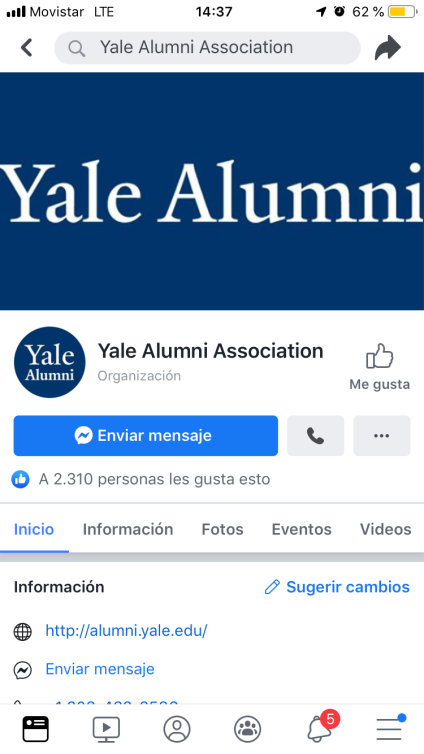 Movistar LTE 14:37 62 %
Yale Alumni Association
Yale Alumni
Yale
Alumni
Yale Alumni Association
Organización
Me gusta
Enviar mensaje
A 2.310 personas les gusta esto
Inicio Información Fotos Eventos Videos
Información Sugerir cambios
http://alumni.yale.edu/
Enviar mensaje
5